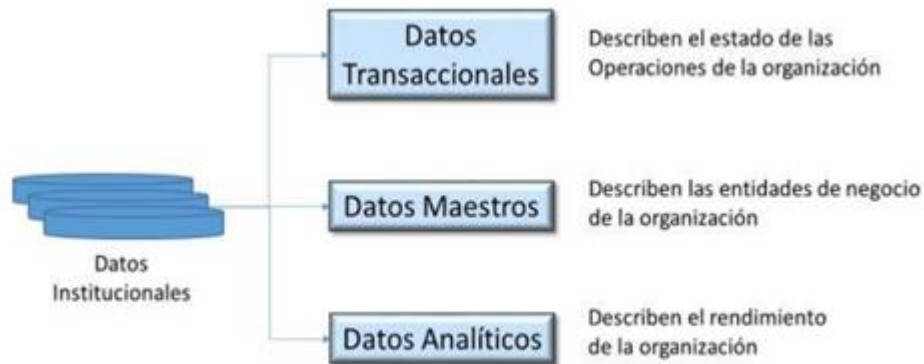 Datos
Transaccionales
Describen el estado de las
Operaciones de la organización
Datos Maestros
Describen las entidades de negocio
de la organización
Datos
Institucionales
Datos Analíticos
Describen el rendimiento
de la organización